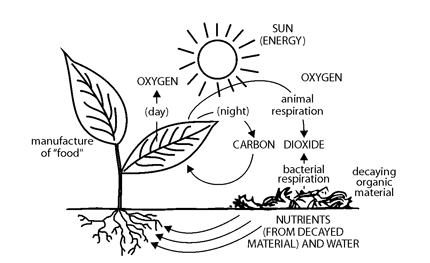 SUN
(ENERGY)
OXYGEN
OXYGEN
(day)
(night)
animal
respiration
manufacture
of "food"
CARBON DIOXIDE
bacterial
respiration
decaying
organic
material
NUTRIENTS
(FROM DECAYED
MATERIAL) AND WATER